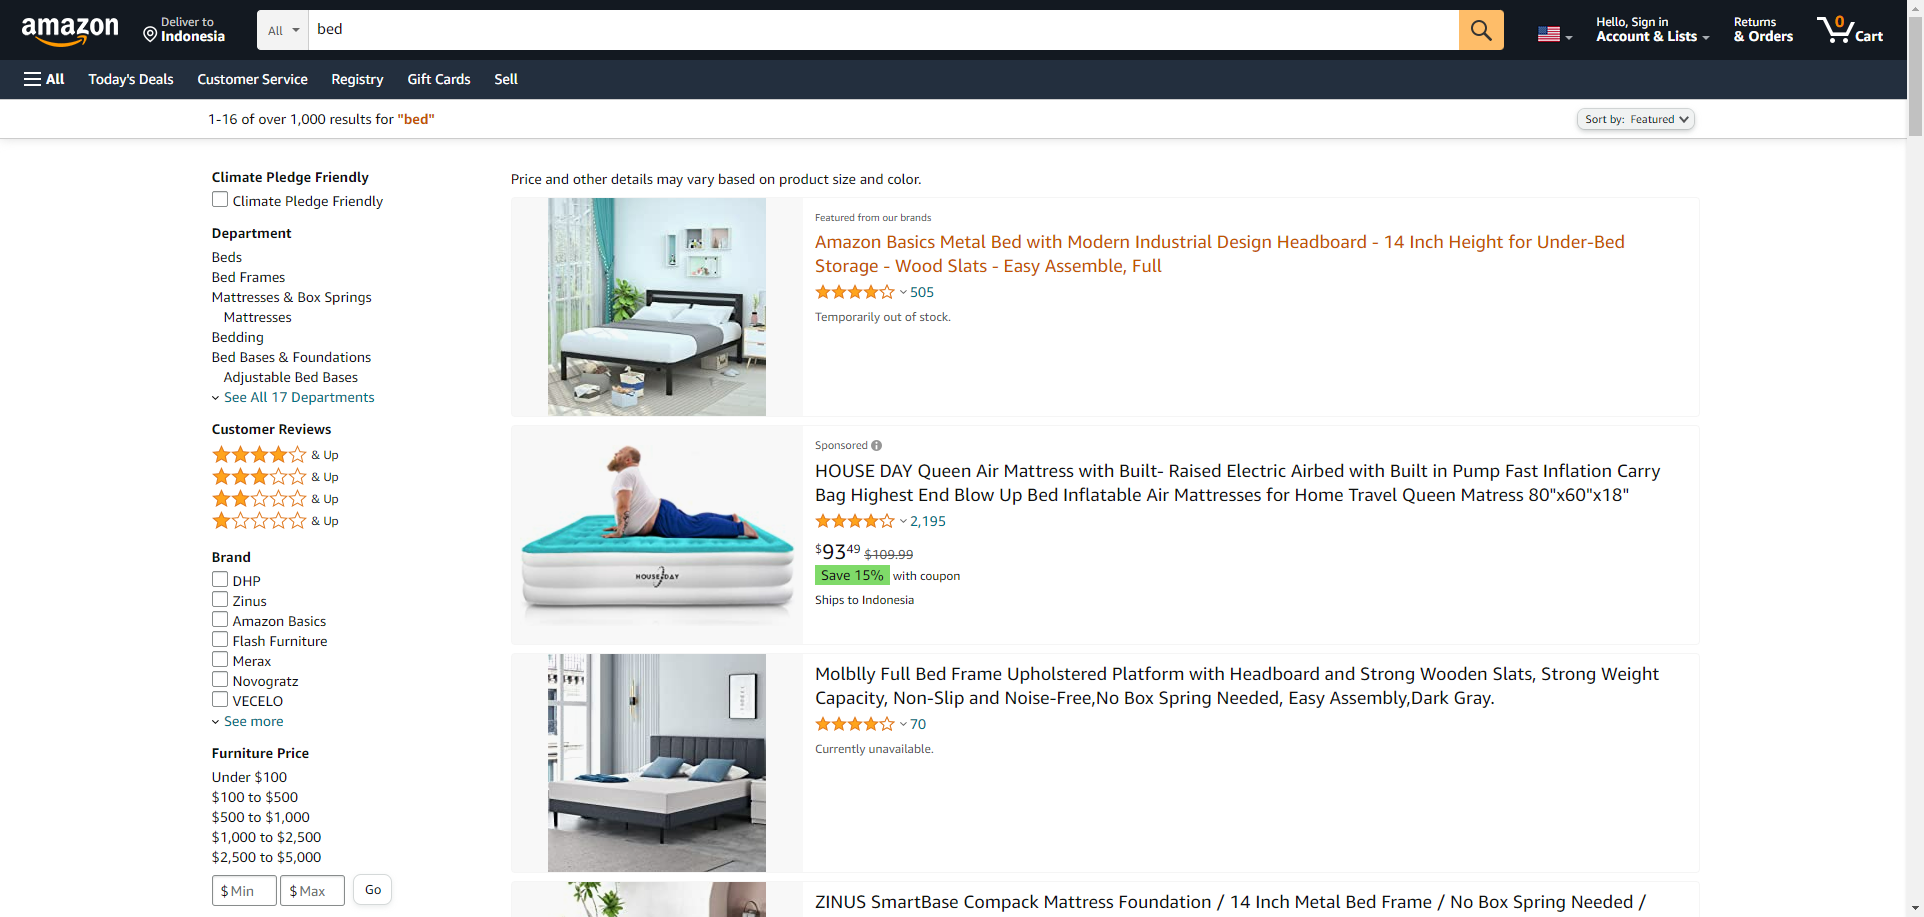 amazon
Deliver to
Indonesia
All
bed
Hello, Sign in
Account & Lists
Returns
& Orders
0
Cart
All
Today's Deals
Customer Service
Registry
Gift Cards
Sell
1-16 of over 1,000 results for "bed"
Sort by: Featured
Climate Pledge Friendly
Climate Pledge Friendly
Department
Beds
Bed Frames
Mattresses & Box Springs
Mattresses
Bedding
Bed Bases & Foundations
Adjustable Bed Bases
See All 17 Departments
Customer Reviews
& Up
& Up
& Up
& Up
Brand
DHP
Zinus
Amazon Basics
Flash Furniture
Merax
Novogratz
VECELO
See more
Furniture Price
Under $100
$100 to $500
$500 to $1,000
$1,000 to $2,500
$2,500 to $5,000
$ Min
$ Max
Go
Price and other details may vary based on product size and color.
Featured from our brands
Amazon Basics Metal Bed with Modern Industrial Design Headboard - 14 Inch Height for Under-Bed
Storage - Wood Slats - Easy Assemble, Full
505
Temporarily out of stock.
HOUSE DAY
Sponsored
HOUSE DAY Queen Air Mattress with Built- Raised Electric Airbed with Built in Pump Fast Inflation Carry
Bag Highest End Blow Up Bed Inflatable Air Mattresses for Home Travel Queen Matress 80"x60"x18"
2,195
$93 49 $109.99
Save 15% with coupon
Ships to Indonesia
Molblly Full Bed Frame Upholstered Platform with Headboard and Strong Wooden Slats, Strong Weight
Capacity, Non-Slip and Noise-Free,No Box Spring Needed, Easy Assembly,Dark Gray.
70
Currently unavailable.
ZINUS SmartBase Compack Mattress Foundation / 14 Inch Metal Bed Frame / No Box Spring Needed /